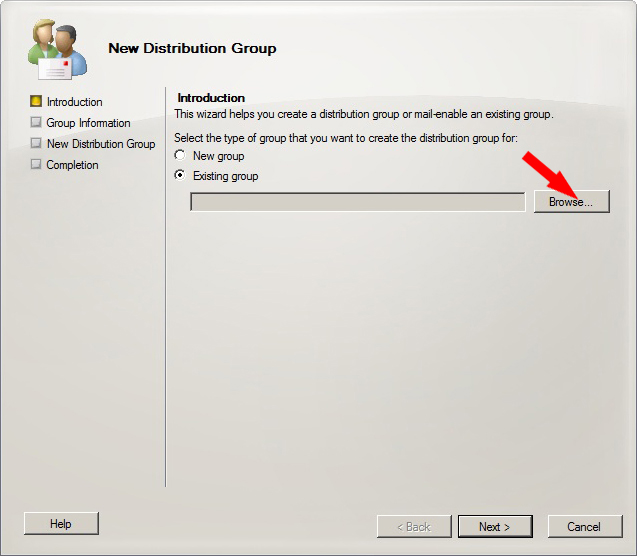 New Distribution Group
Introduction
Group Information
New Distribution Group
Completion
Introduction
This wizard helps you create a distribution group or mail-enable an existing group.
Select the type of group that you want to create the distribution group for:
New group
Existing group
Browse...
Help
< Back
Next >
Cancel